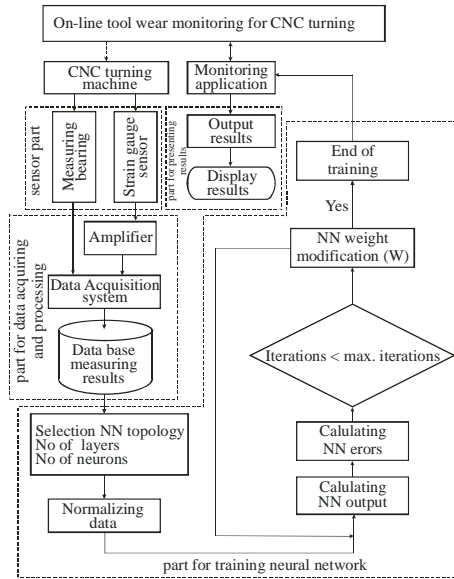 On-line tool wear monitoring for CNC turning
CNC turning
machine
Monitoring
application
sensor part
Measuring
bearing
Strain gauge
sensor
part for presenting
results
Output
results
Display
results
End of
training
Yes
part for data acquiring
and processing
Amplifier
Data Acquisition
system
Data base
measuring
results
NN weight
modification (W)
Iterations < max. iterations
Selection NN topology
No of layers
No of neurons
Calulating
NN erors
Calulating
NN output
Normalizing
data
part for training neural network